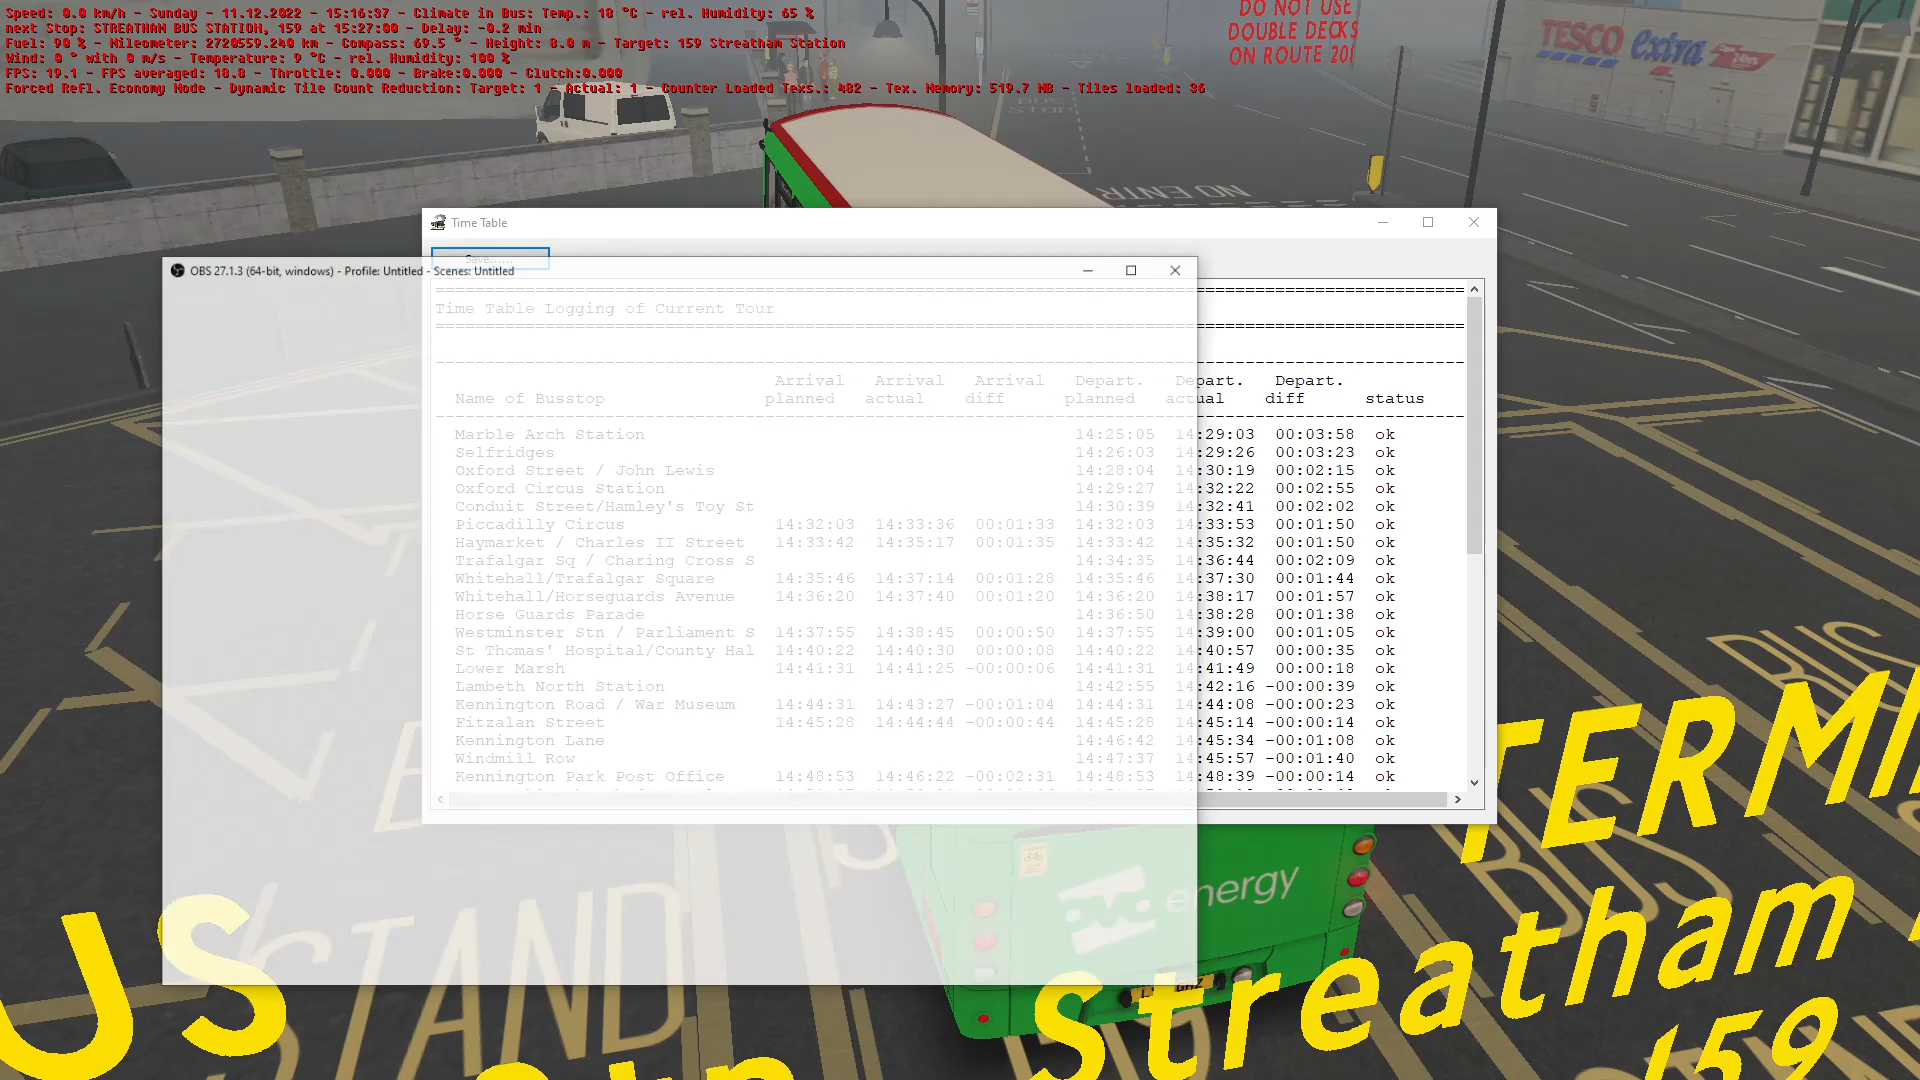 Speed: 0.0 km/h - Sunday - 11.12.2022 - 15:16:37 - Climate in Bus: Temp.: 18 °C - rel. Humidity: 65 %
next Stop: STREATHAM BUS STATION, 159 at 15:27:00 - Delay: -0.2 min
Fuel: 90 % - Mileometer: 2720559.240 km - Compass: 69.5 ° - Height: 8.0 m - Target: 159 Streatham Station
Wind: 0 ° with 0 m/s - Temperature: 9 °C - rel. Humidity: 100 %
FPS: 19.1 - FPS averaged: 18.8 - Throttle: 0.000 - Brake:0.000 - Clutch:0.000
Forced Refl. Economy Mode - Dynamic Tile Count Reduction: Target: 1 - Actual: 1 - Counter Loaded Texs.: 482 - Tex. Memory: 519.7 MB - Tiles loaded: 36
DO NOT USE
DOUBLE DECKS
ON ROUTE 201
TESCO extra
BUS
STOP
NO ENTR
Time Table
Save......
OBS 27.1.3 (64-bit, windows) - Profile: Untitled - Scenes: Untitled
Time Table Logging of Current Tour
Arrival Arrival Arrival Depart. Depart. Depart.
Name of Busstop planned actual diff planned actual diff status
Marble Arch Station 14:25:05 14:29:03 00:03:58 ok
Selfridges 14:26:03 14:29:26 00:03:23 ok
Oxford Street / John Lewis 14:28:04 14:30:19 00:02:15 ok
Oxford Circus Station 14:29:27 14:32:22 00:02:55 ok
Conduit Street/Hamley's Toy St 14:30:39 14:32:41 00:02:02 ok
Piccadilly Circus 14:32:03 14:33:36 00:01:33 14:32:03 14:33:53 00:01:50 ok
Haymarket / Charles II Street 14:33:42 14:35:17 00:01:35 14:33:42 14:35:32 00:01:50 ok
Trafalgar Sq / Charing Cross S 14:34:35 14:36:44 00:02:09 ok
Whitehall/Trafalgar Square 14:35:46 14:37:14 00:01:28 14:35:46 14:37:30 00:01:44 ok
Whitehall/Horseguards Avenue 14:36:20 14:37:40 00:01:20 14:36:20 14:38:17 00:01:57 ok
Horse Guards Parade 14:36:50 14:38:28 00:01:38 ok
Westminster Stn / Parliament S 14:37:55 14:38:45 00:00:50 14:37:55 14:39:00 00:01:05 ok
St Thomas' Hospital/County Hal 14:40:22 14:40:30 00:00:08 14:40:22 14:40:57 00:00:35 ok
Lower Marsh 14:41:31 14:41:25 -00:00:06 14:41:31 14:41:49 00:00:18 ok
Lambeth North Station 14:42:55 14:42:16 -00:00:39 ok
Kennington Road / War Museum 14:44:31 14:43:27 -00:01:04 14:44:31 14:44:08 -00:00:23 ok
Fitzalan Street 14:45:28 14:44:44 -00:00:44 14:45:28 14:45:14 -00:00:14 ok
Kennington Lane 14:46:42 14:45:34 -00:01:08 ok
Windmill Row 14:47:37 14:45:57 -00:01:40 ok
Kennington Park Post Office 14:48:53 14:46:22 -00:02:31 14:48:53 14:48:39 -00:00:14 ok
ovo energy
BUS
BUS
TERMI
US
STAND
Streatham
159